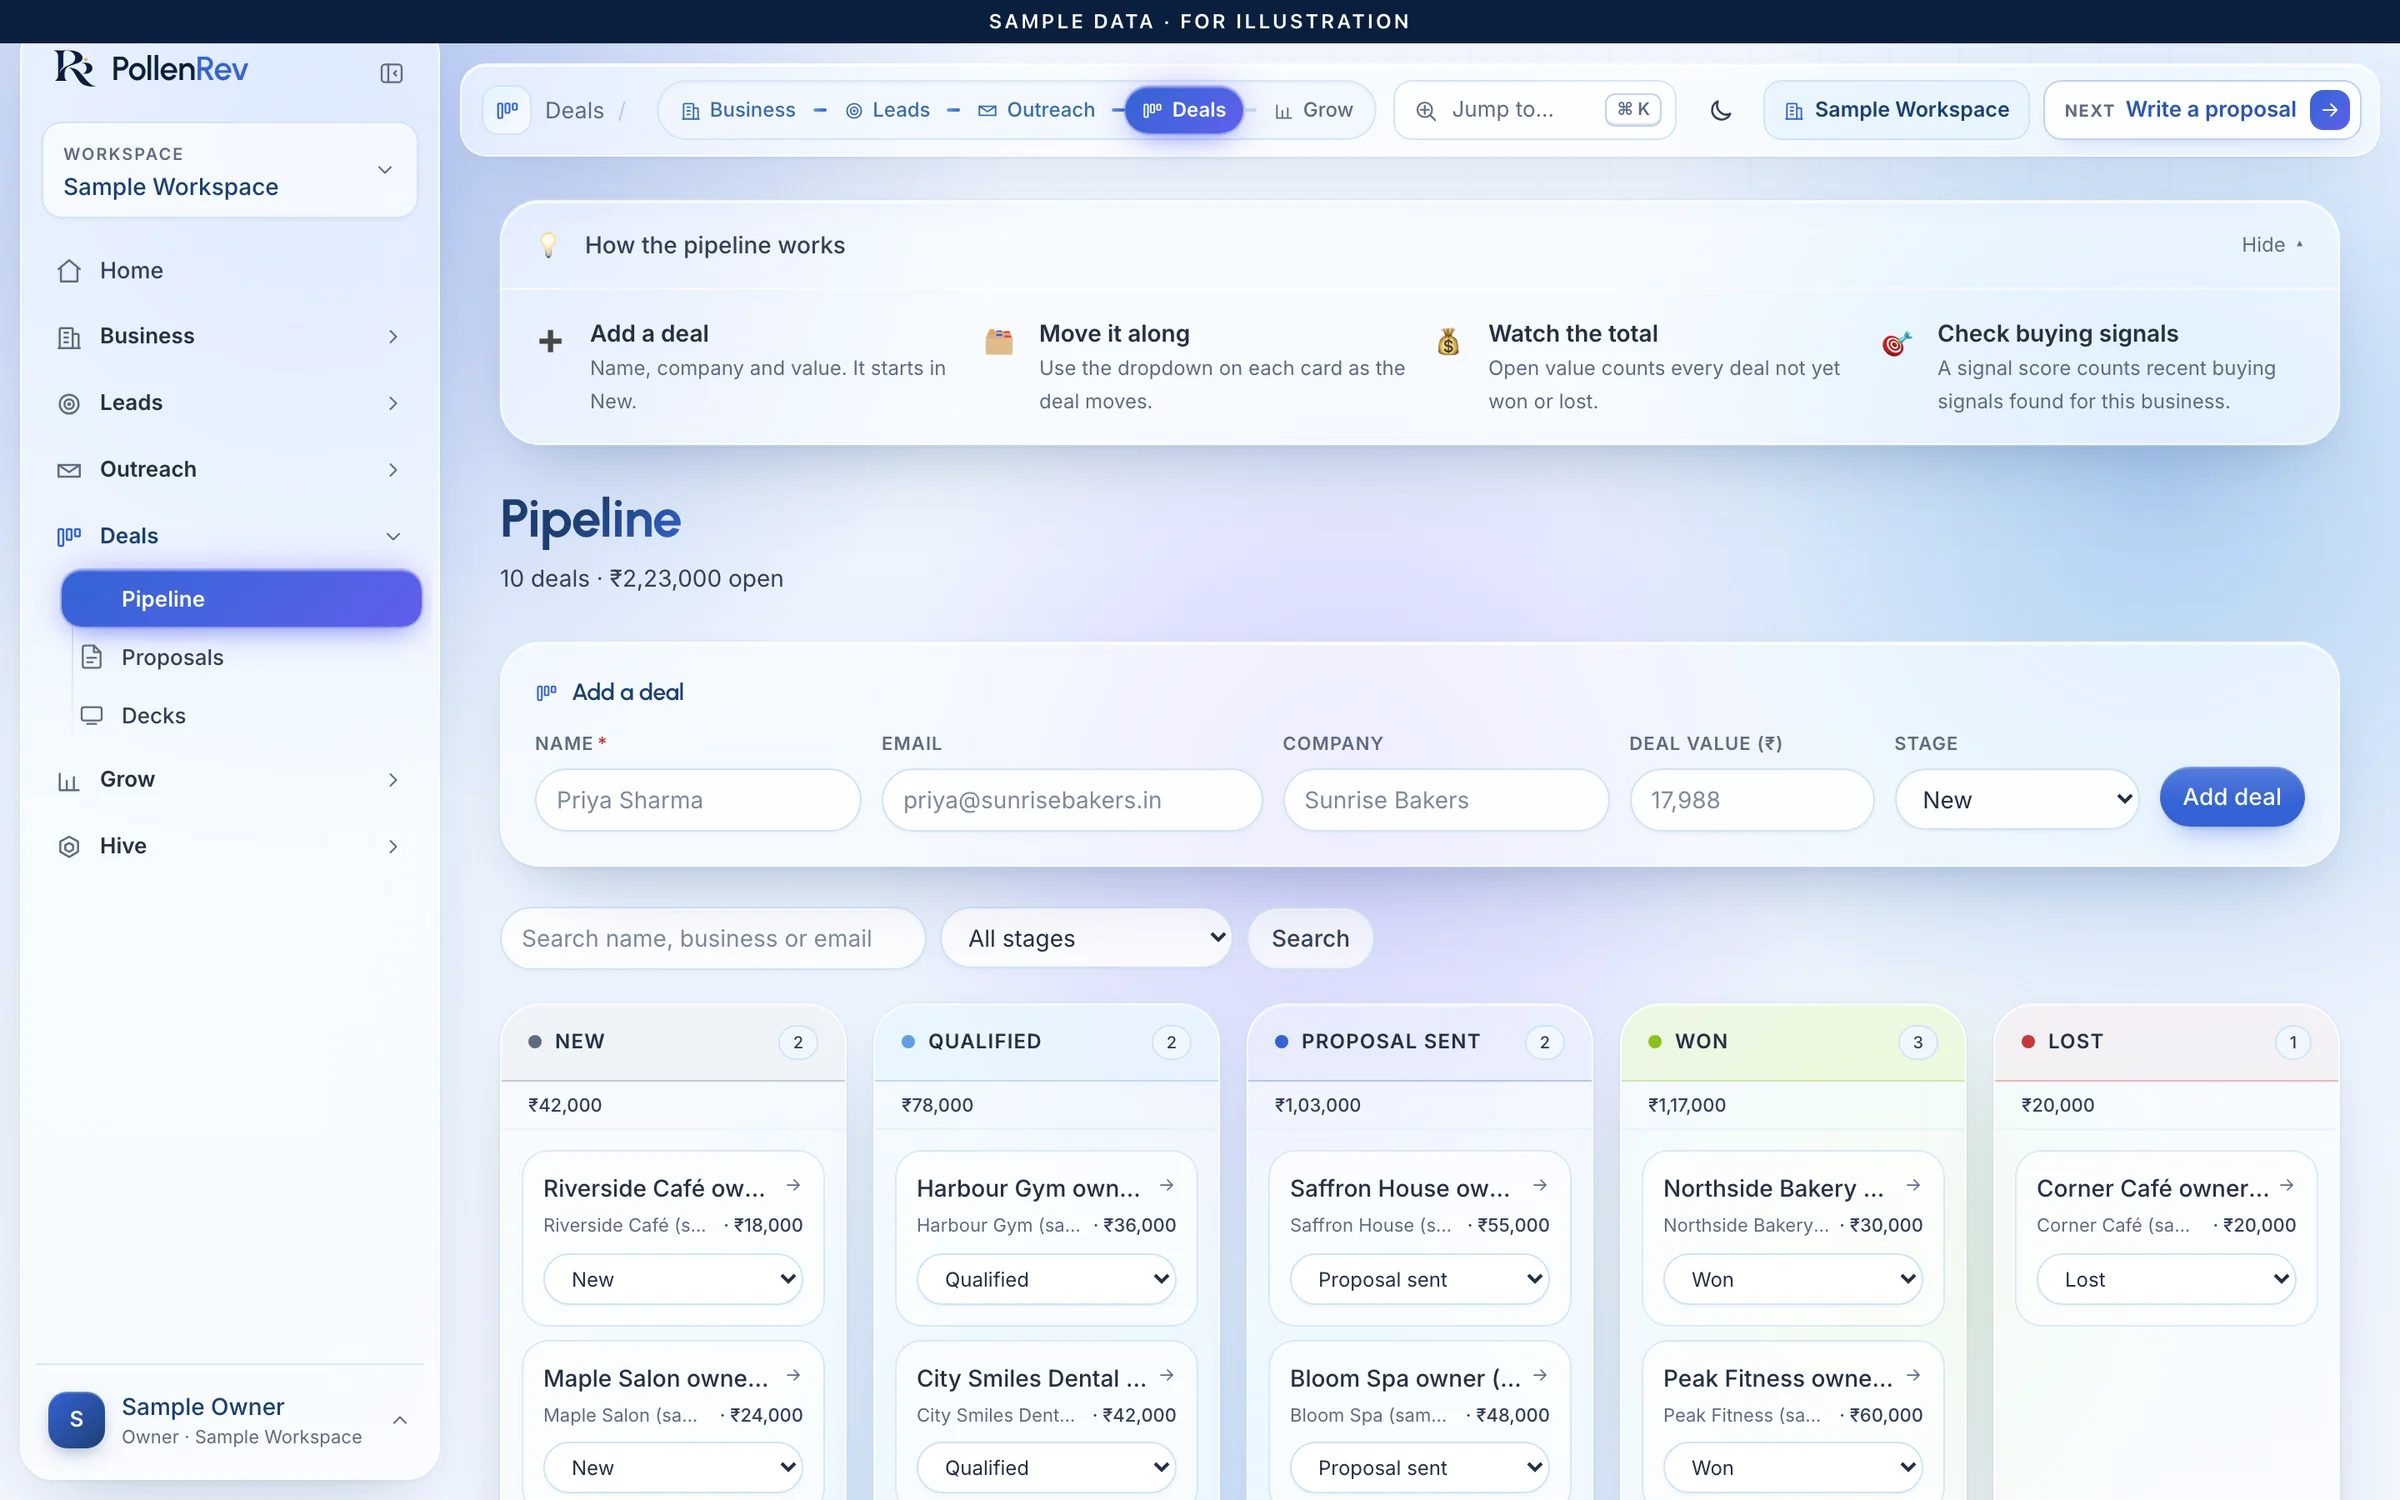 SAMPLE DATA · FOR ILLUSTRATION
PollenRev
WORKSPACE
Sample Workspace
Home
Business
Leads
Outreach
Deals
Pipeline
Proposals
Decks
Grow
Hive
S
Sample Owner
Owner · Sample Workspace
Deals /
Business
Leads
Outreach
Deals
Grow
Jump to...
⌘ K
Sample Workspace
NEXT Write a proposal →
How the pipeline works
Hide
Add a deal
Name, company and value. It starts in
New.
Move it along
Use the dropdown on each card as the
deal moves.
Watch the total
Open value counts every deal not yet
won or lost.
Check buying signals
A signal score counts recent buying
signals found for this business.
Pipeline
10 deals · ₹2,23,000 open
Add a deal
NAME *
EMAIL
COMPANY
DEAL VALUE (₹)
STAGE
Priya Sharma
priya@sunrisebakers.in
Sunrise Bakers
17,988
New
Add deal
Search name, business or email
All stages
Search
NEW 2
₹42,000
Riverside Café ow... →
Riverside Café (s... · ₹18,000
New
Maple Salon owne... →
Maple Salon (sa... · ₹24,000
New
QUALIFIED 2
₹78,000
Harbour Gym own... →
Harbour Gym (sa... · ₹36,000
Qualified
City Smiles Dental ... →
City Smiles Dent... · ₹42,000
Qualified
PROPOSAL SENT 2
₹1,03,000
Saffron House ow... →
Saffron House (s... · ₹55,000
Proposal sent
Bloom Spa owner (... →
Bloom Spa (sam... · ₹48,000
Proposal sent
WON 3
₹1,17,000
Northside Bakery ... →
Northside Bakery... · ₹30,000
Won
Peak Fitness owne... →
Peak Fitness (sa... · ₹60,000
Won
LOST 1
₹20,000
Corner Café owner... →
Corner Café (sa... · ₹20,000
Lost